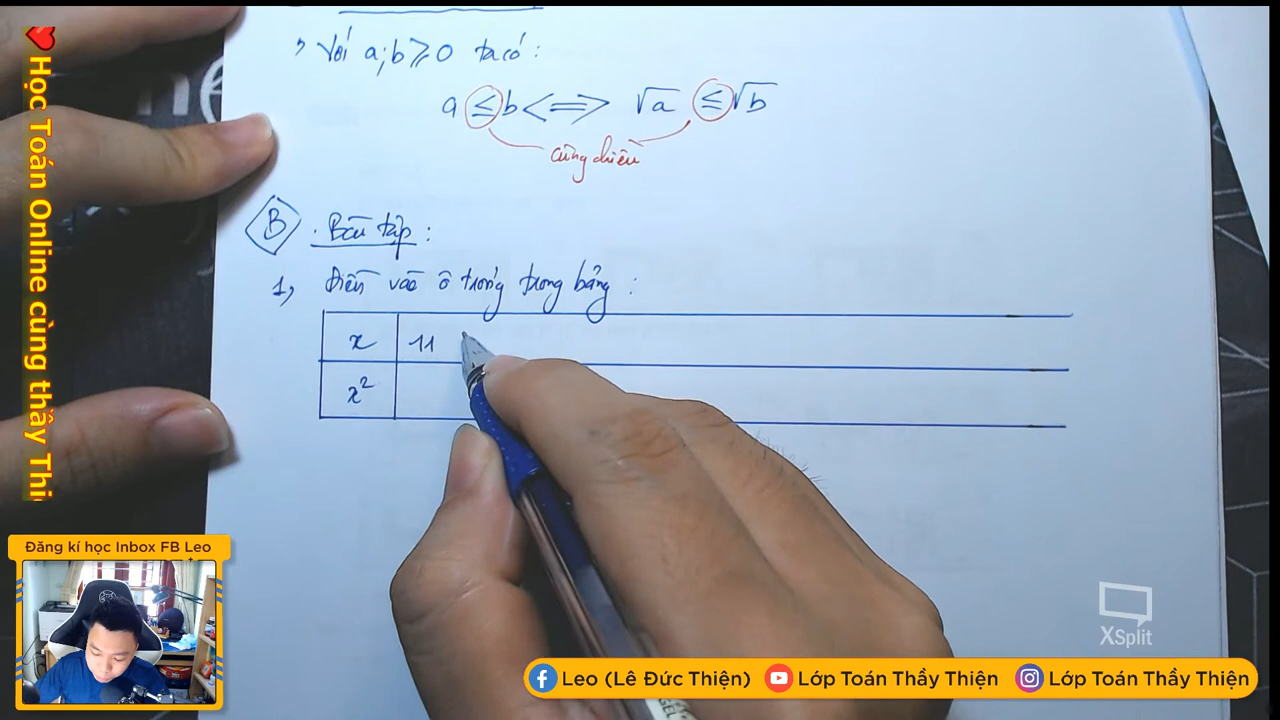 ❤ Học Toán Online cùng thầy Thi
Với a;b ⩾ 0 ta có :
a ≤ b <=> √a ≤ √b
cùng chiều
B . Bài tập :
1, Điền vào ô trống trong bảng :
x 11
x²
Đăng kí học Inbox FB Leo
XSplit
Leo (Lê Đức Thiện) Lớp Toán Thầy Thiện Lớp Toán Thầy Thiện